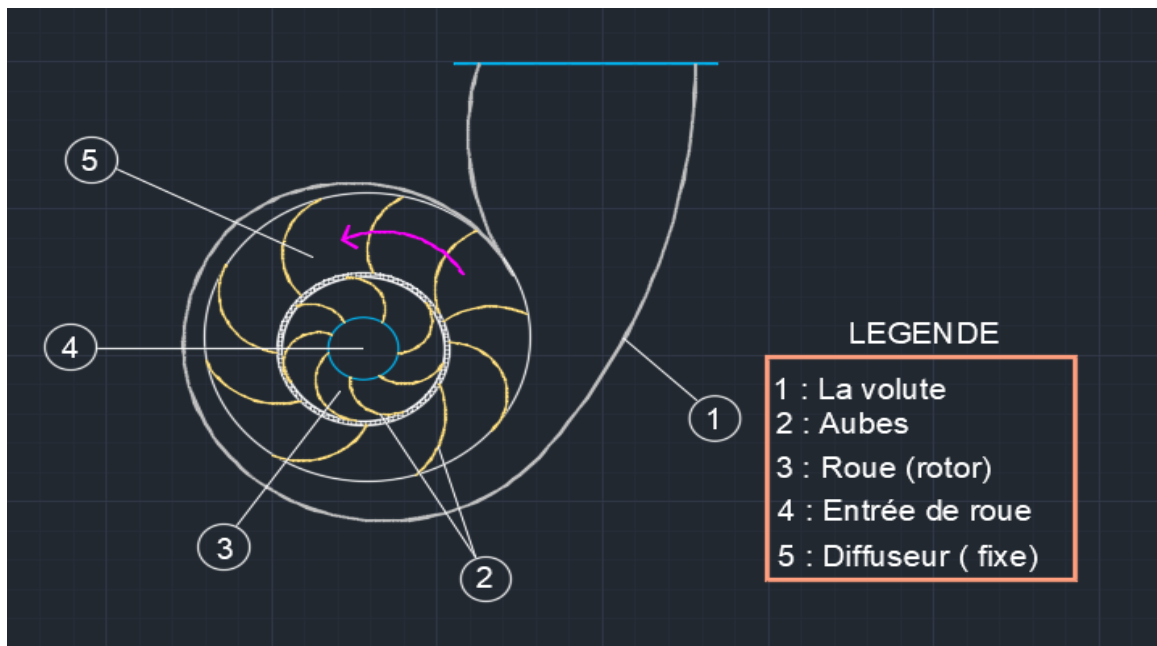 5
4
1
3
2
LEGENDE
1 : La volute
2 : Aubes
3 : Roue (rotor)
4 : Entrée de roue
5 : Diffuseur ( fixe)